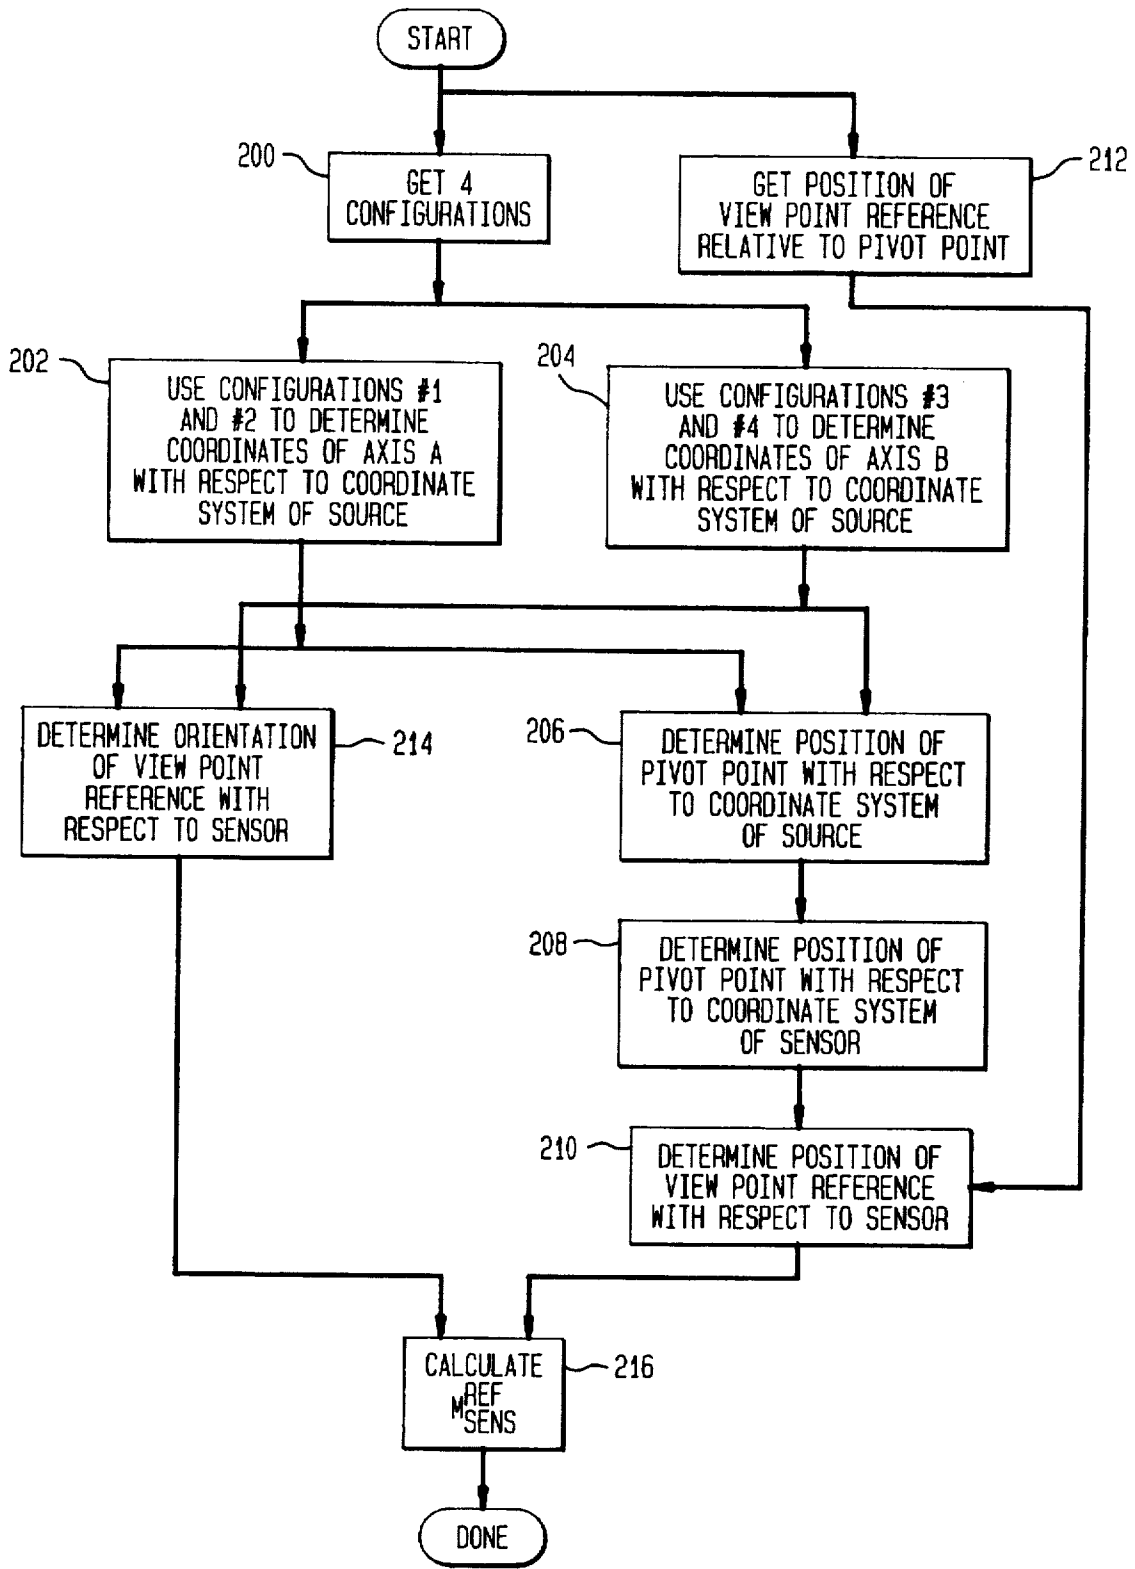 START
200
GET 4
CONFIGURATIONS
212
GET POSITION OF
VIEW POINT REFERENCE
RELATIVE TO PIVOT POINT
202
USE CONFIGURATIONS #1
AND #2 TO DETERMINE
COORDINATES OF AXIS A
WITH RESPECT TO COORDINATE
SYSTEM OF SOURCE
204
USE CONFIGURATIONS #3
AND #4 TO DETERMINE
COORDINATES OF AXIS B
WITH RESPECT TO COORDINATE
SYSTEM OF SOURCE
214
DETERMINE ORIENTATION
OF VIEW POINT
REFERENCE WITH
RESPECT TO SENSOR
206
DETERMINE POSITION OF
PIVOT POINT WITH RESPECT
TO COORDINATE SYSTEM
OF SOURCE
208
DETERMINE POSITION OF
PIVOT POINT WITH RESPECT
TO COORDINATE SYSTEM
OF SENSOR
210
DETERMINE POSITION OF
VIEW POINT REFERENCE
WITH RESPECT TO SENSOR
216
CALCULATE
REF
M
SENS
DONE